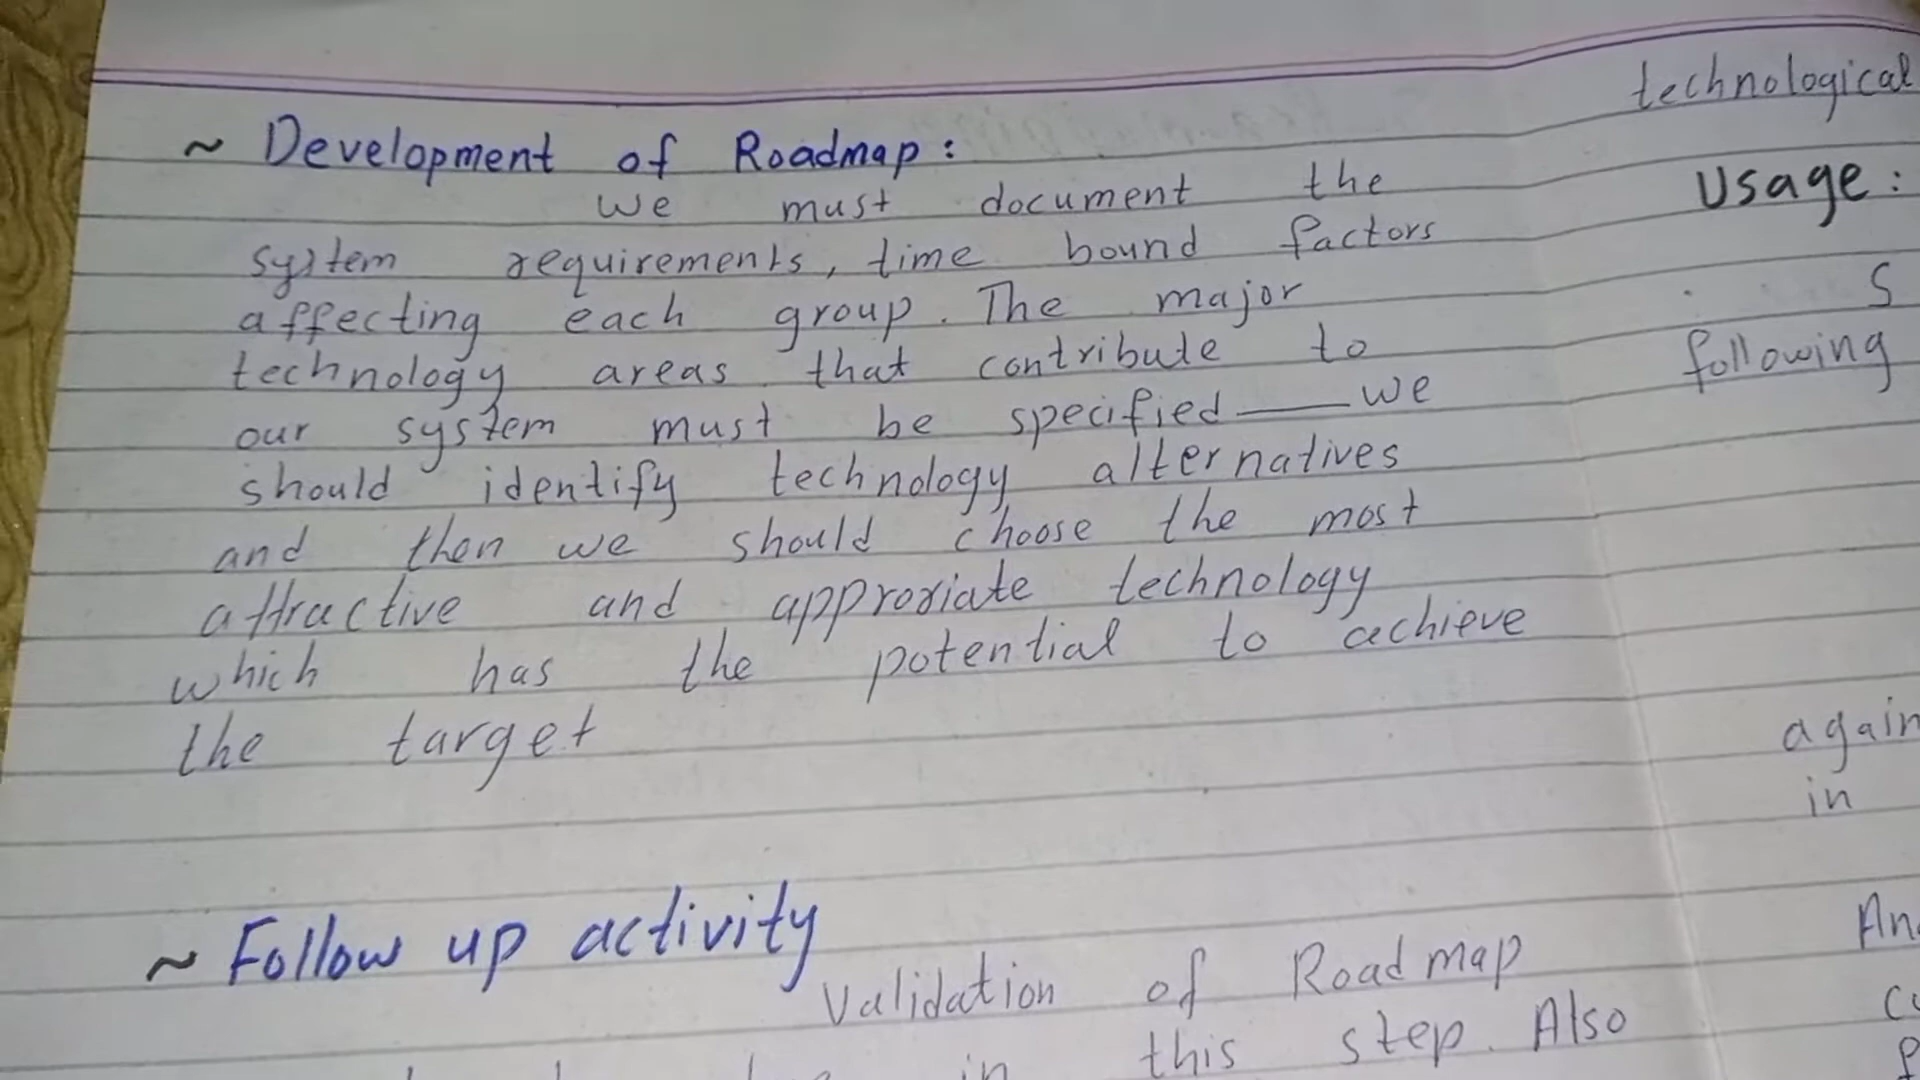 ~ Development of Roadmap:
We must document the
system requirements, time bound factors
affecting each group. The major
technology areas that contribute to
our system must be specified — we
should identify technology alternatives
and then we should choose the most
attractive and approriate technology
which has the potential to achieve
the target
~ Follow up activity
Validation of Roadmap
in this step. Also
technological
Usage:
S
following
again
in